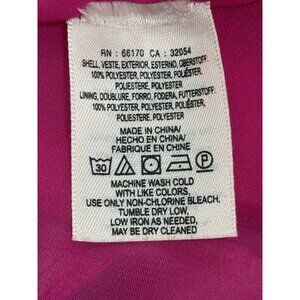 RN : 66170 CA : 32054
SHELL, VESTE, EXTERIOR, ESTERNO, OBERSTOFF.
100% POLYESTER, POLYESTER, POLIÉSTER,
POLIESTERE, POLYESTER
LINING, DOUBLURE, FORRO, FODERA, FUTTERSTOFF.
100% POLYESTER, POLYESTER, POLIÉSTER,
POLIESTERE, POLYESTER
MADE IN CHINA/
HECHO EN CHINA/
FABRIQUÉ EN CHINE
30 P
MACHINE WASH COLD
WITH LIKE COLORS,
USE ONLY NON-CHLORINE BLEACH.
TUMBLE DRY LOW,
LOW IRON AS NEEDED,
MAY BE DRY CLEANED